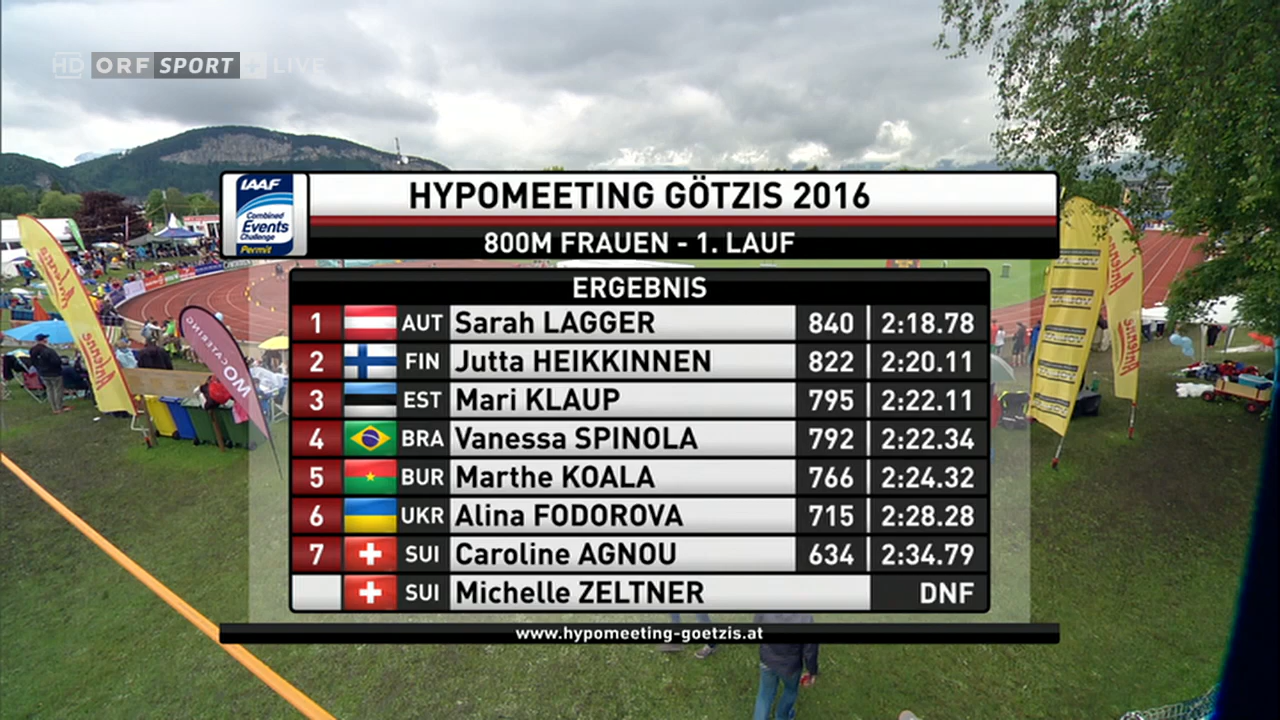 HD ORF SPORT + LIVE
IAAF
Combined
Events
Challenge
Permit
HYPOMEETING GÖTZIS 2016
800M FRAUEN - 1. LAUF
ERGEBNIS
1 AUT Sarah LAGGER 840 2:18.78
2 FIN Jutta HEIKKINNEN 822 2:20.11
3 EST Mari KLAUP 795 2:22.11
4 BRA Vanessa SPINOLA 792 2:22.34
5 BUR Marthe KOALA 766 2:24.32
6 UKR Alina FODOROVA 715 2:28.28
7 SUI Caroline AGNOU 634 2:34.79
SUI Michelle ZELTNER DNF
www.hypomeeting-goetzis.at
Antenne
MO CATERING
Antenne